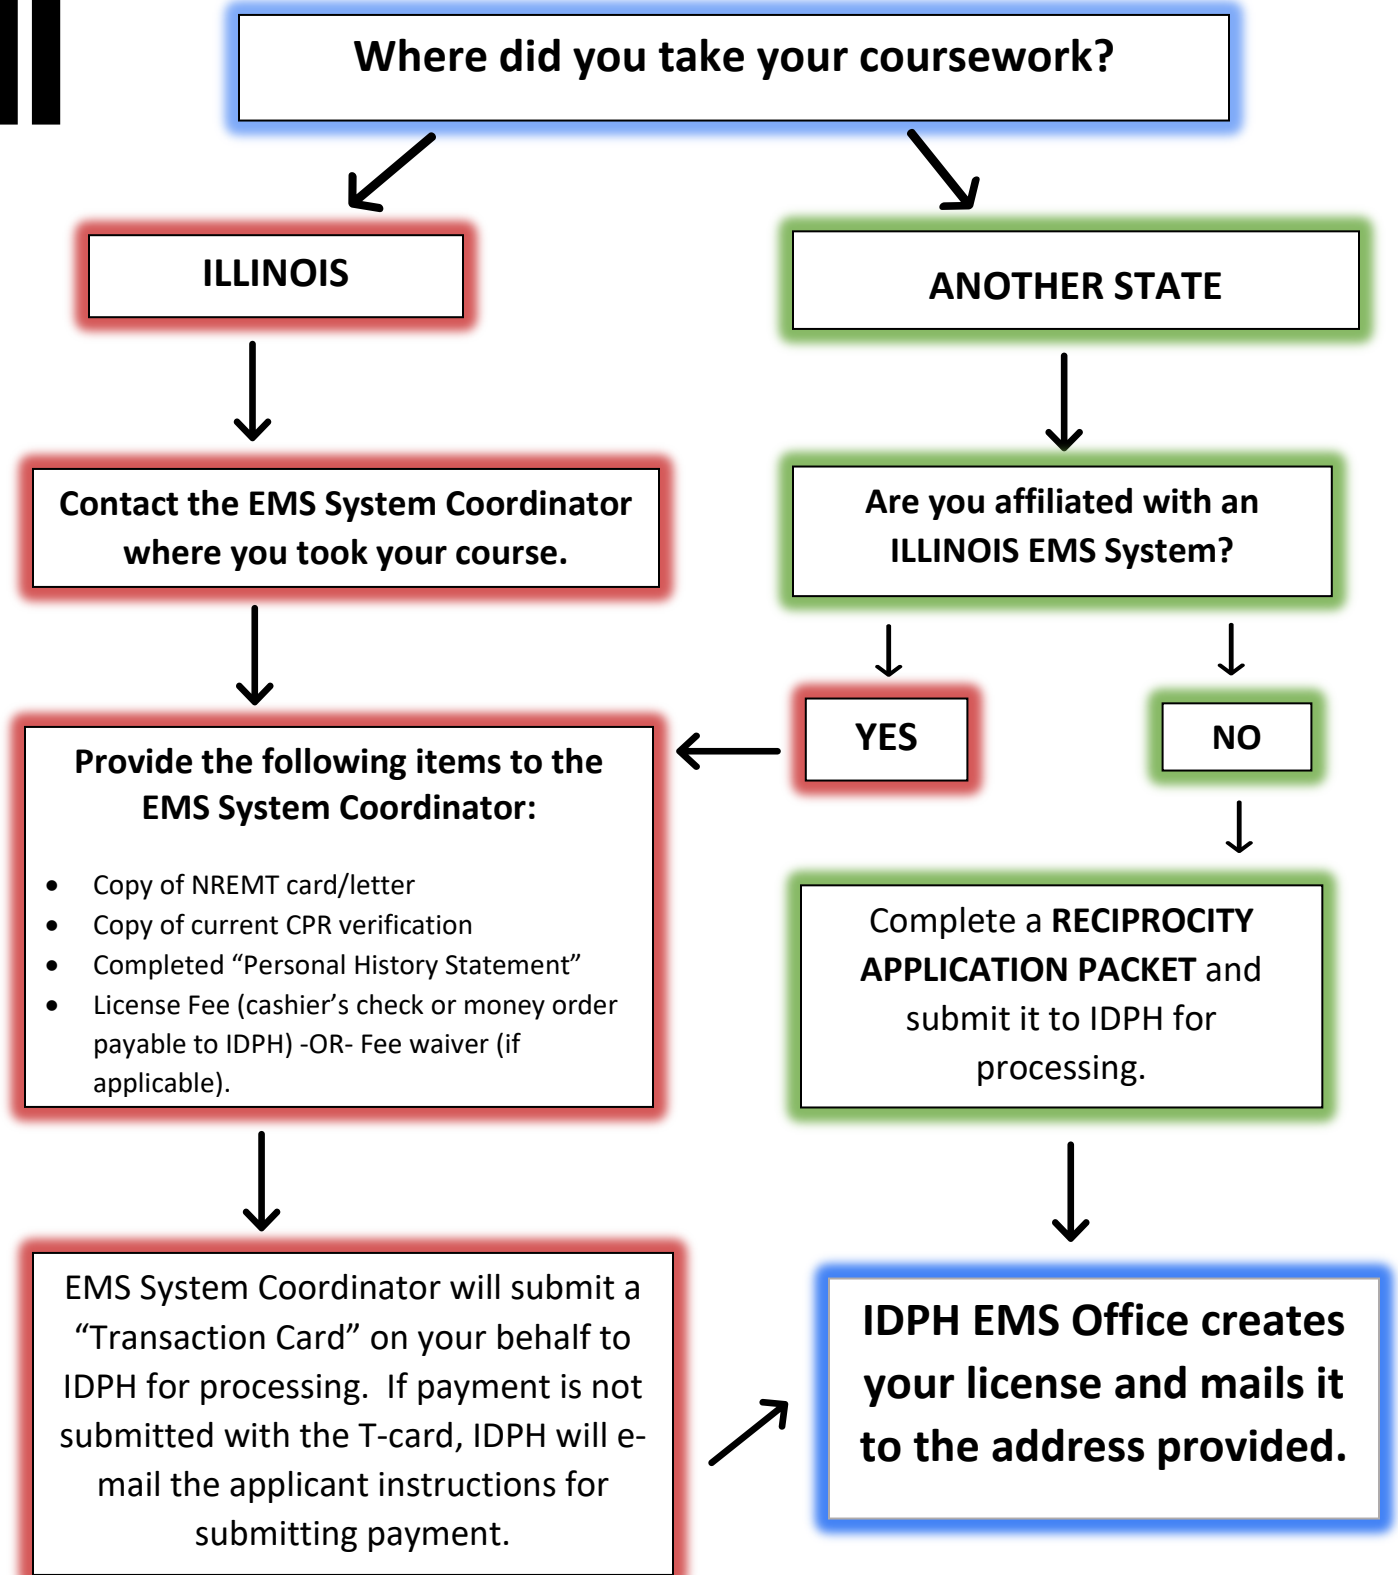 Where did you take your coursework?
ILLINOIS
ANOTHER STATE
Contact the EMS System Coordinator
where you took your course.
Are you affiliated with an
ILLINOIS EMS System?
YES
NO
Provide the following items to the
EMS System Coordinator:
• Copy of NREMT card/letter
• Copy of current CPR verification
• Completed “Personal History Statement”
• License Fee (cashier’s check or money order
payable to IDPH) -OR- Fee waiver (if
applicable).
Complete a RECIPROCITY
APPLICATION PACKET and
submit it to IDPH for
processing.
EMS System Coordinator will submit a
“Transaction Card” on your behalf to
IDPH for processing.  If payment is not
submitted with the T-card, IDPH will e-
mail the applicant instructions for
submitting payment.
IDPH EMS Office creates
your license and mails it
to the address provided.